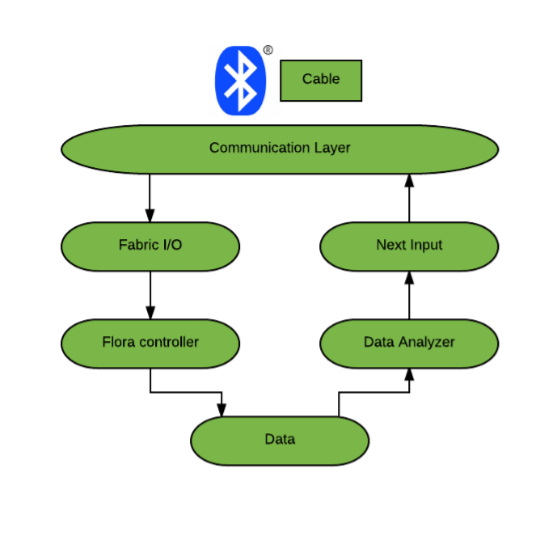 ®
Cable
Communication Layer
Fabric I/O
Next Input
Flora controller
Data Analyzer
Data